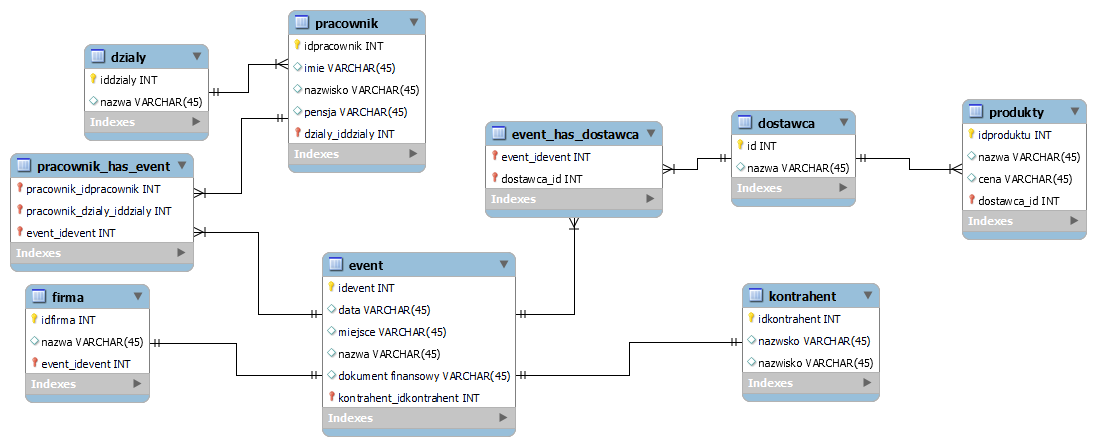 dzialy
iddzialy INT
nazwa VARCHAR(45)
Indexes
pracownik
idpracownik INT
imie VARCHAR(45)
nazwisko VARCHAR(45)
pensja VARCHAR(45)
dzialy_iddzialy INT
Indexes
pracownik_has_event
pracownik_idpracownik INT
pracownik_dzialy_iddzialy INT
event_idevent INT
Indexes
event_has_dostawca
event_idevent INT
dostawca_id INT
Indexes
dostawca
id INT
nazwa VARCHAR(45)
Indexes
produkty
idproduktu INT
nazwa VARCHAR(45)
cena VARCHAR(45)
dostawca_id INT
Indexes
firma
idfirma INT
nazwa VARCHAR(45)
event_idevent INT
Indexes
event
idevent INT
data VARCHAR(45)
miejsce VARCHAR(45)
nazwa VARCHAR(45)
dokument finansowy VARCHAR(45)
kontrahent_idkontrahent INT
Indexes
kontrahent
idkontrahent INT
nazwsko VARCHAR(45)
nazwisko VARCHAR(45)
Indexes